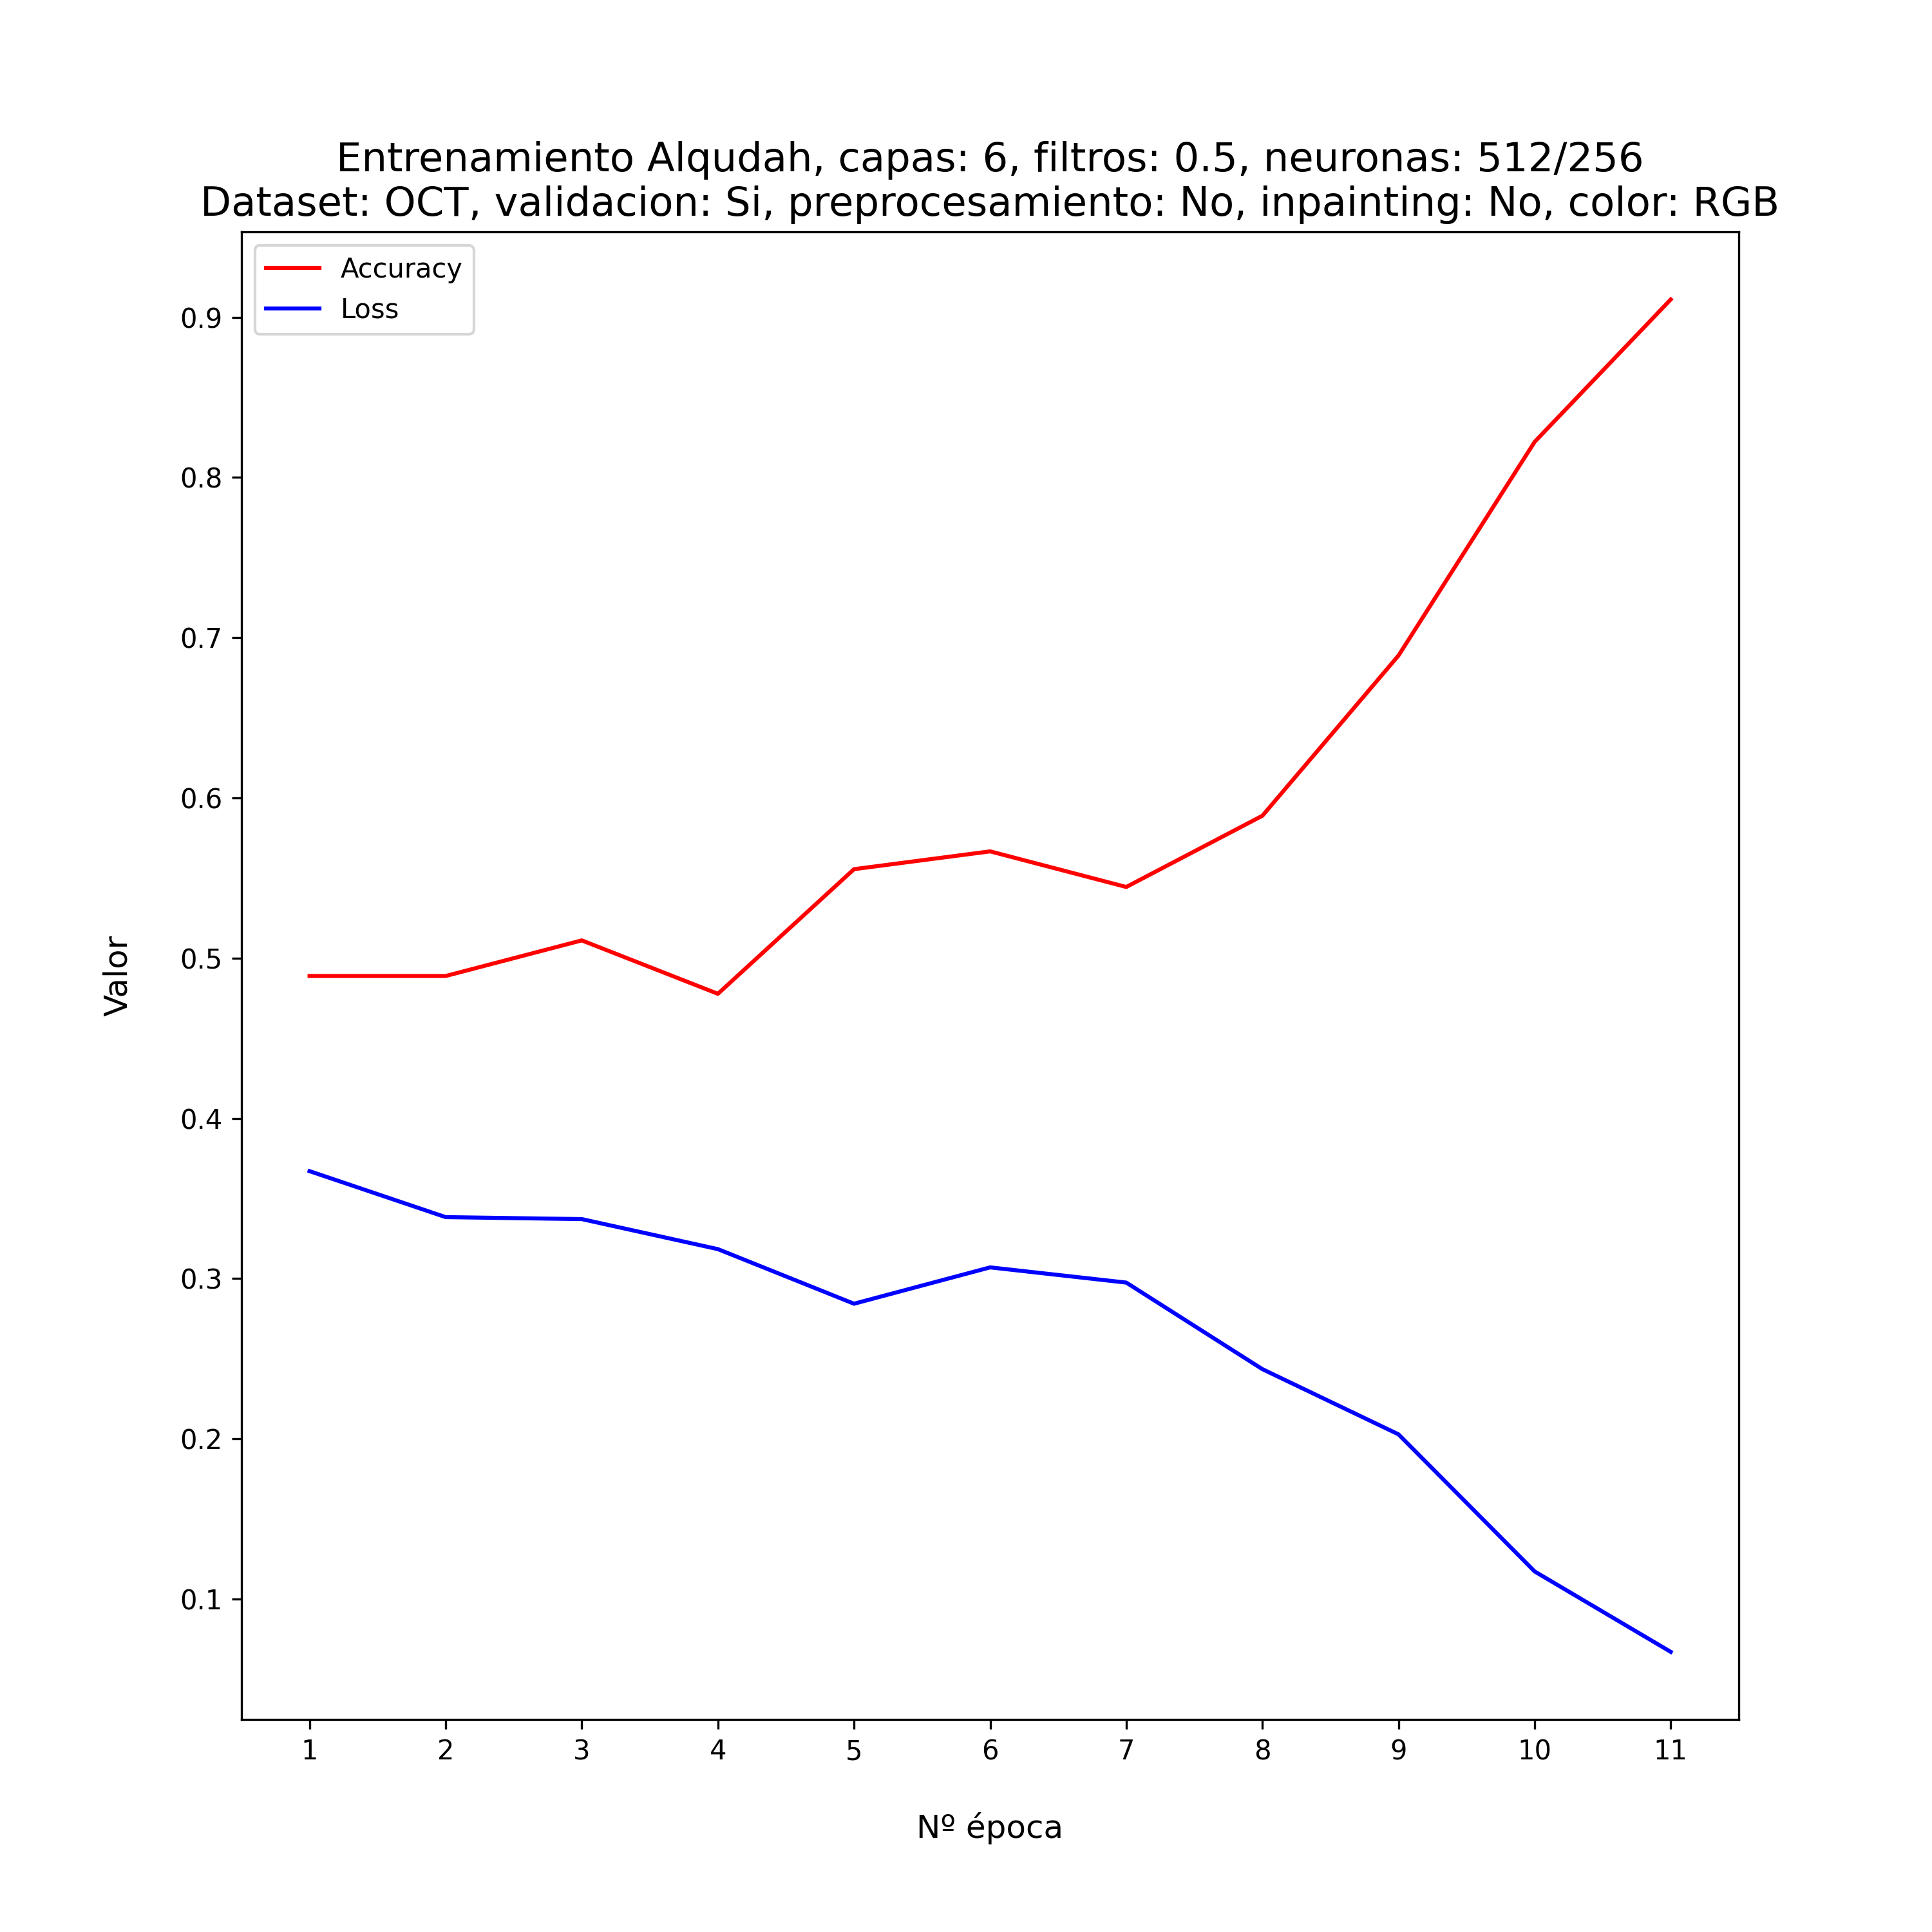 Entrenamiento Alqudah, capas: 6, filtros: 0.5, neuronas: 512/256
Dataset: OCT, validacion: Si, preprocesamiento: No, inpainting: No, color: RGB
Accuracy
Loss
0.9
0.8
0.7
0.6
0.5
0.4
0.3
0.2
0.1
Valor
1 2 3 4 5 6 7 8 9 10 11
Nº época